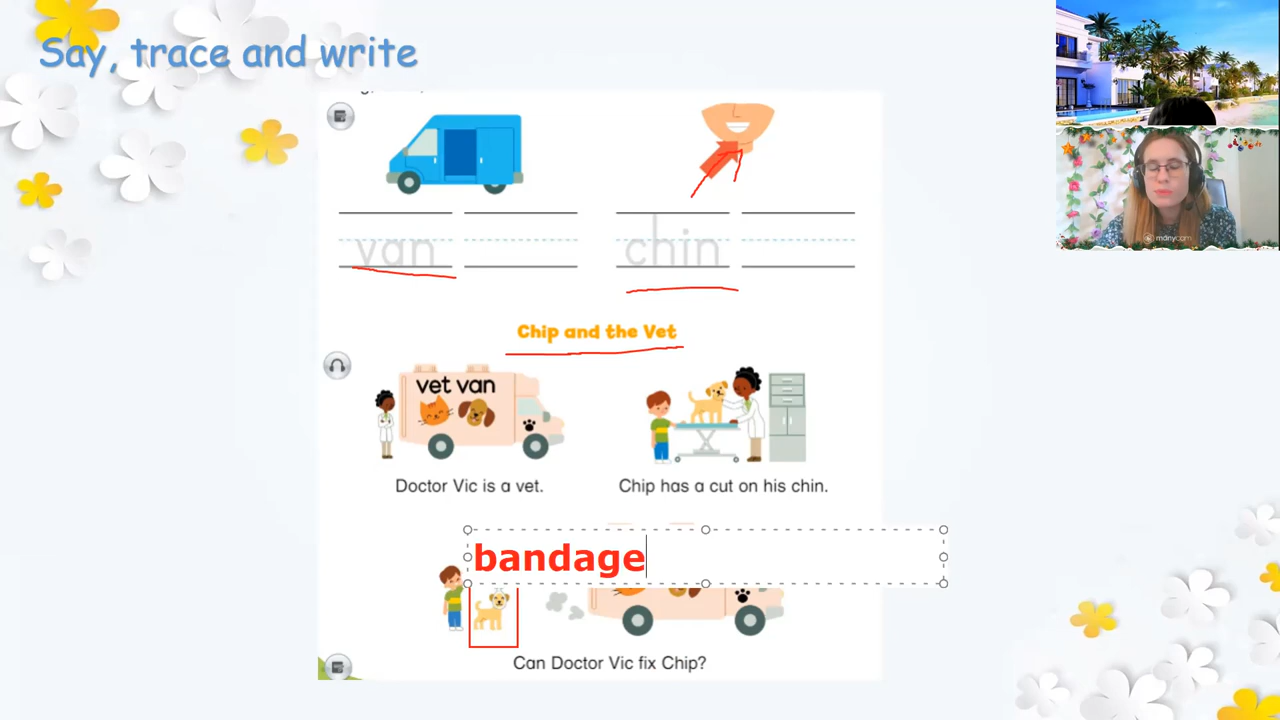 Say, trace and write
van
chin
Chip and the Vet
vet van
Doctor Vic is a vet.
Chip has a cut on his chin.
bandage
Can Doctor Vic fix Chip?